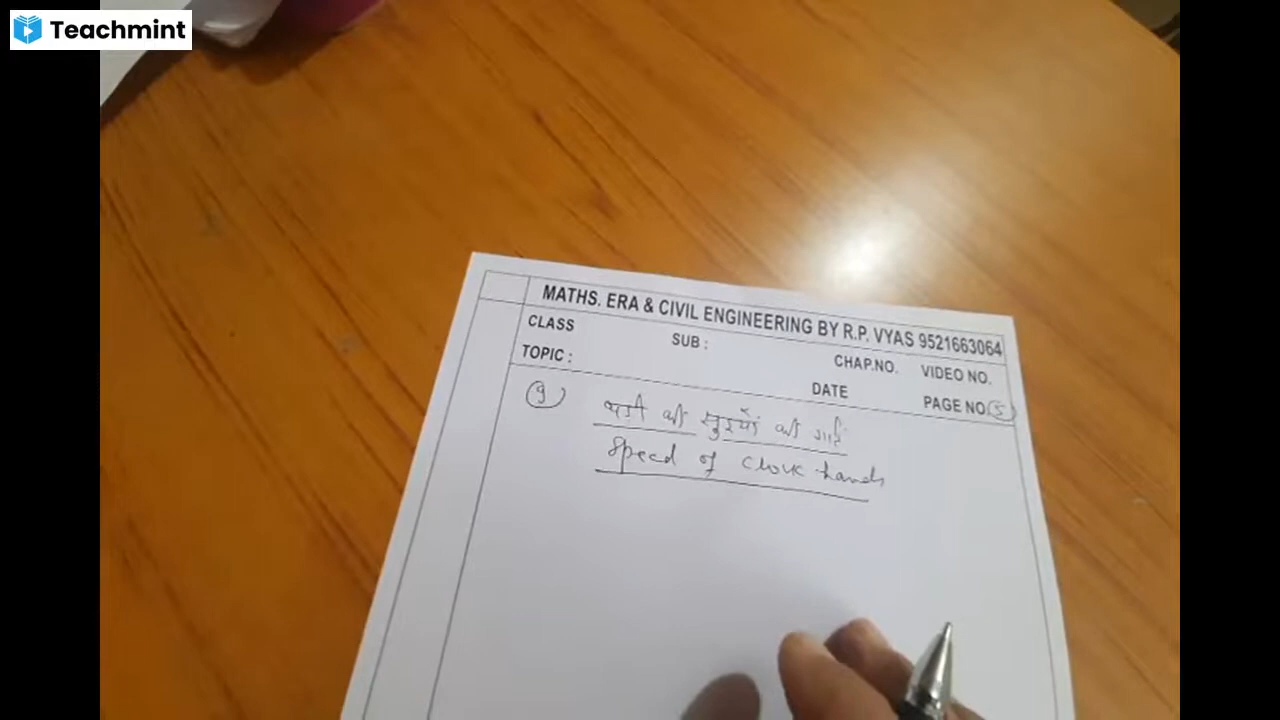 Teachmint
MATHS. ERA & CIVIL ENGINEERING BY R.P. VYAS 9521663064
CLASS SUB : CHAP.NO. VIDEO NO.
TOPIC : DATE PAGE NO. 5
9 घडी की सुइयों की गति
Speed of Clock hands